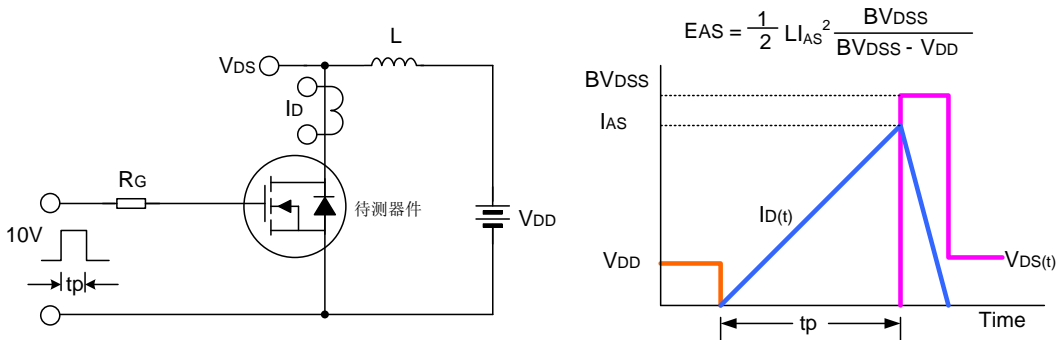 L
VDS
ID
RG
待测器件
10V
VDD
tp
EAS = 1/2 LIAS² BVDSS/(BVDSS - VDD)
BVDSS
IAS
ID(t)
VDD
VDS(t)
tp
Time